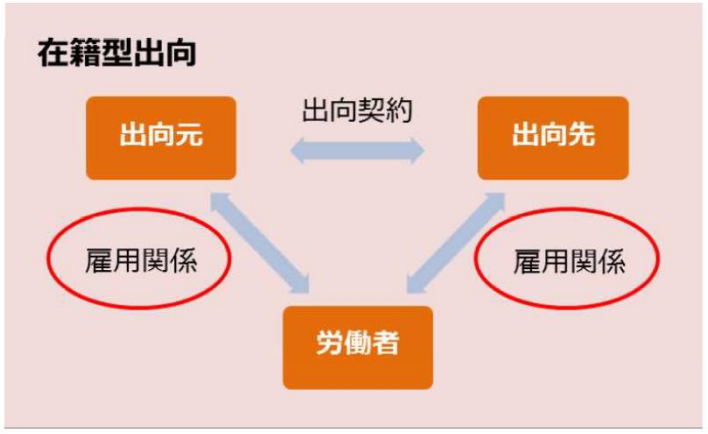 在籍型出向
出向契約
出向元
出向先
雇用関係
雇用関係
労働者